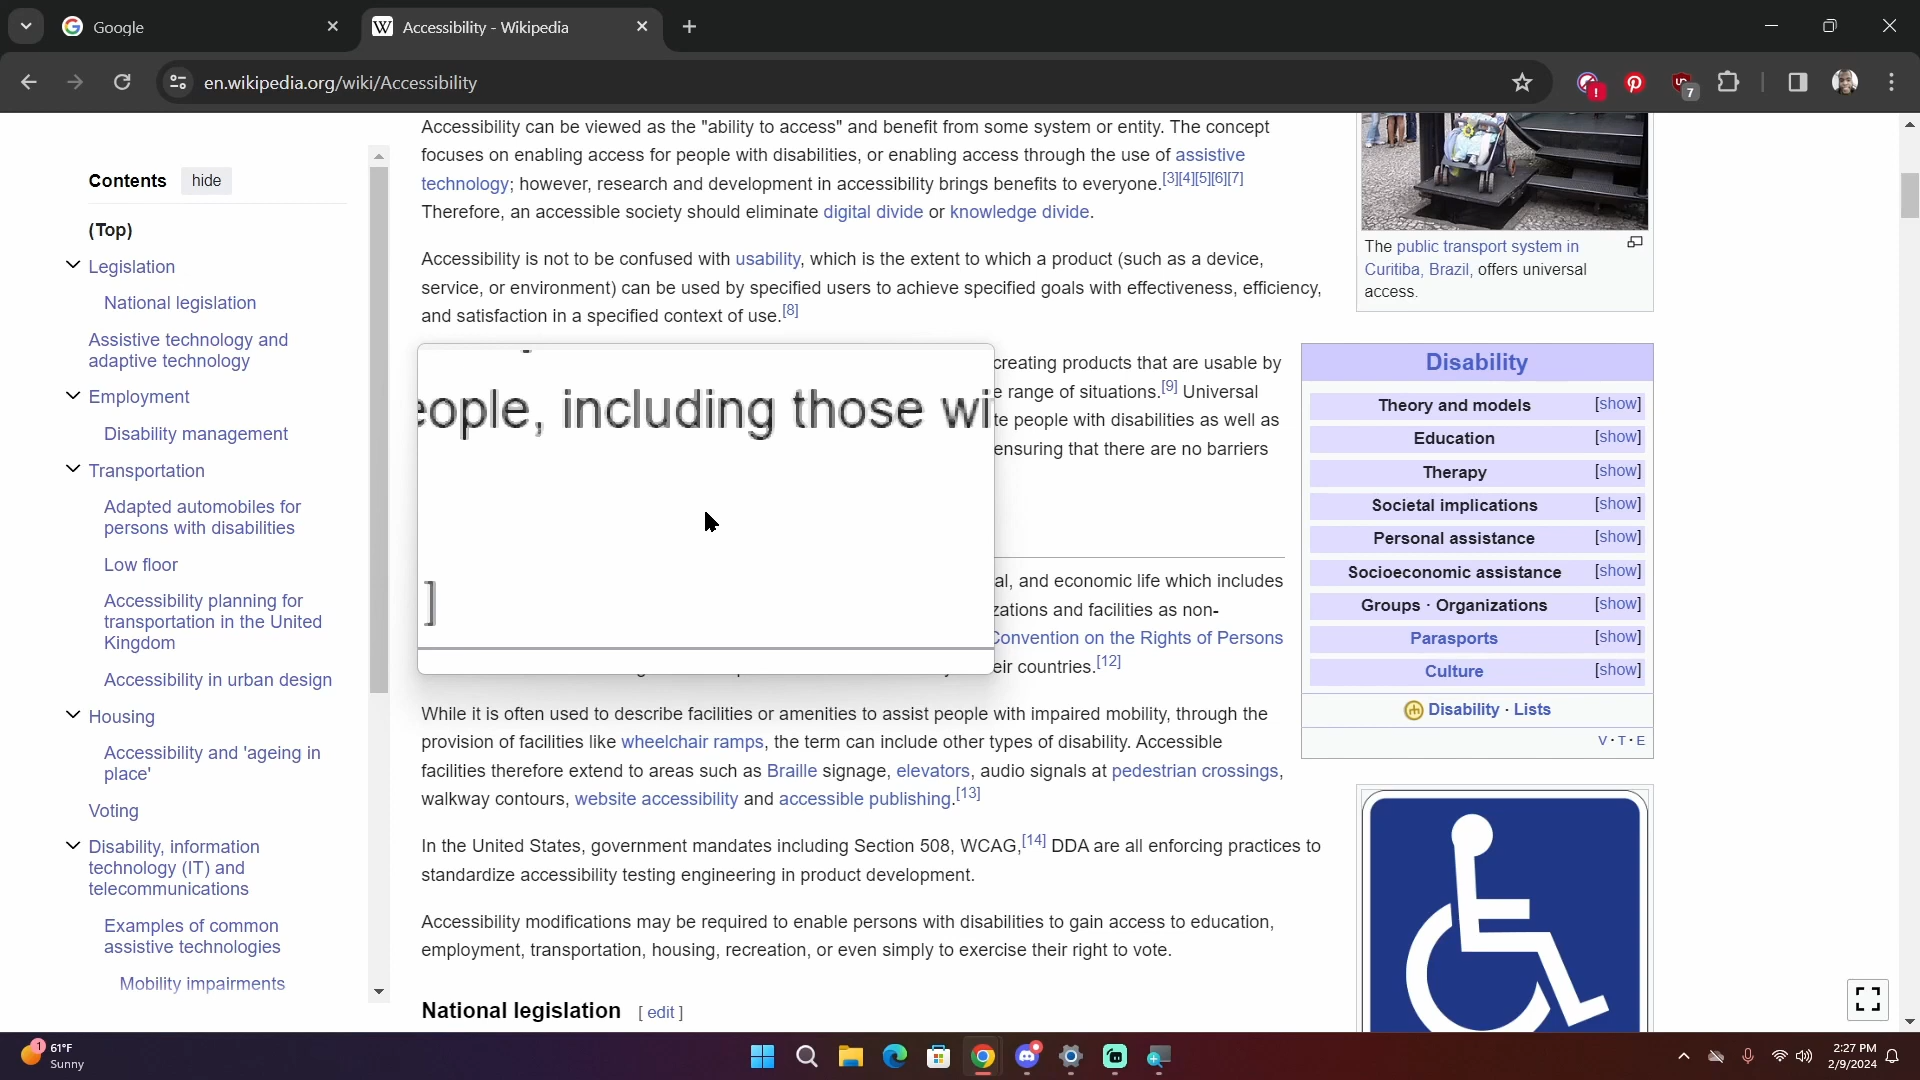 Google
Accessibility - Wikipedia
en.wikipedia.org/wiki/Accessibility
7
Contents hide
(Top)
Legislation
National legislation
Assistive technology and
adaptive technology
Employment
Disability management
Transportation
Adapted automobiles for
persons with disabilities
Low floor
Accessibility planning for
transportation in the United
Kingdom
Accessibility in urban design
Housing
Accessibility and 'ageing in
place'
Voting
Disability, information
technology (IT) and
telecommunications
Examples of common
assistive technologies
Mobility impairments
Accessibility can be viewed as the "ability to access" and benefit from some system or entity. The concept
focuses on enabling access for people with disabilities, or enabling access through the use of assistive
technology; however, research and development in accessibility brings benefits to everyone.[3][4][5][6][7]
Therefore, an accessible society should eliminate digital divide or knowledge divide.
Accessibility is not to be confused with usability, which is the extent to which a product (such as a device,
service, or environment) can be used by specified users to achieve specified goals with effectiveness, efficiency,
and satisfaction in a specified context of use.[8]
eople, including those wi
]
creating products that are usable by
e range of situations.[9] Universal
te people with disabilities as well as
ensuring that there are no barriers
al, and economic life which includes
zations and facilities as non-
Convention on the Rights of Persons
eir countries.[12]
While it is often used to describe facilities or amenities to assist people with impaired mobility, through the
provision of facilities like wheelchair ramps, the term can include other types of disability. Accessible
facilities therefore extend to areas such as Braille signage, elevators, audio signals at pedestrian crossings,
walkway contours, website accessibility and accessible publishing.[13]
In the United States, government mandates including Section 508, WCAG,[14] DDA are all enforcing practices to
standardize accessibility testing engineering in product development.
Accessibility modifications may be required to enable persons with disabilities to gain access to education,
employment, transportation, housing, recreation, or even simply to exercise their right to vote.
National legislation [ edit ]
The public transport system in
Curitiba, Brazil, offers universal
access.
Disability
Theory and models [show]
Education [show]
Therapy [show]
Societal implications [show]
Personal assistance [show]
Socioeconomic assistance [show]
Groups · Organizations [show]
Parasports [show]
Culture [show]
Disability · Lists
V · T · E
1
61°F
Sunny
2:27 PM
2/9/2024